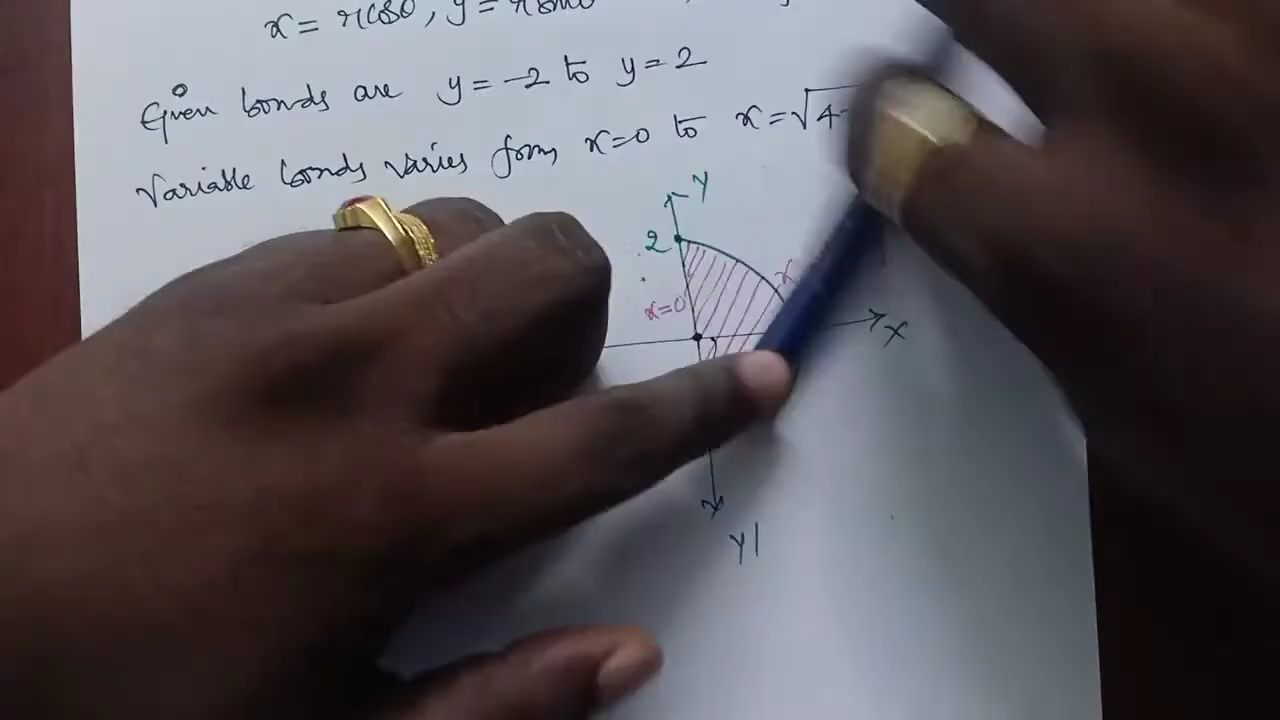 x = rcosθ, y = rsinθ
Given bonds are y = -2 to y = 2
Variable bonds varies from x=0 to x = √4-
y
2
x=0
x
x
y|